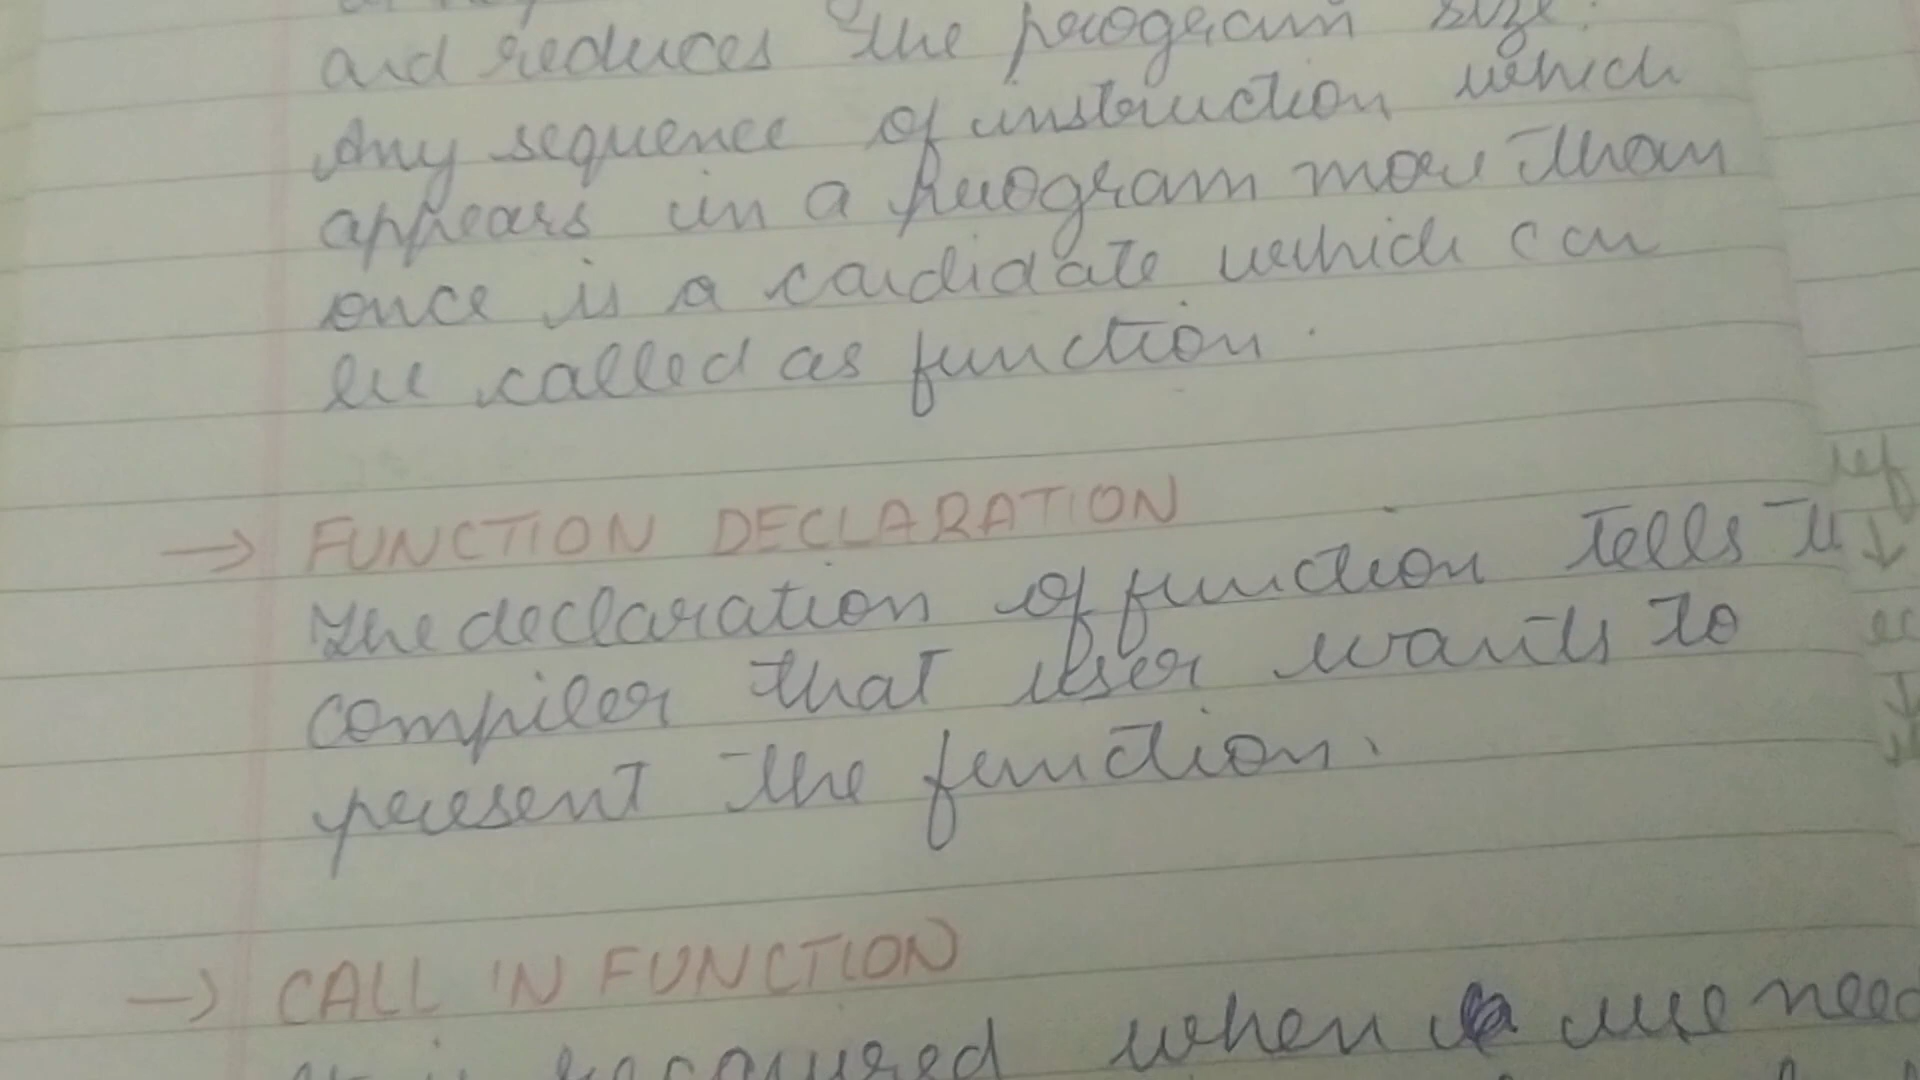 and reduces the program size.
Any sequence of instruction which
appears in a program more than
once is a candidate which can
be called as function.
→ FUNCTION DECLARATION
The declaration of function tells
compiler that user wants to
present the function.
→ CALL IN FUNCTION
when we need